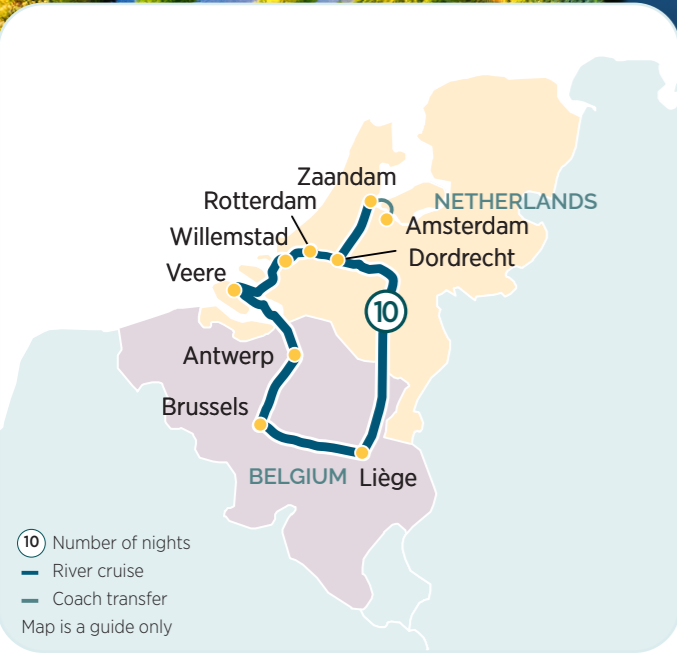 Zaandam
Rotterdam
NETHERLANDS
Amsterdam
Willemstad
Dordrecht
Veere
10
Antwerp
Brussels
BELGIUM
Liège
10 Number of nights
River cruise
Coach transfer
Map is a guide only